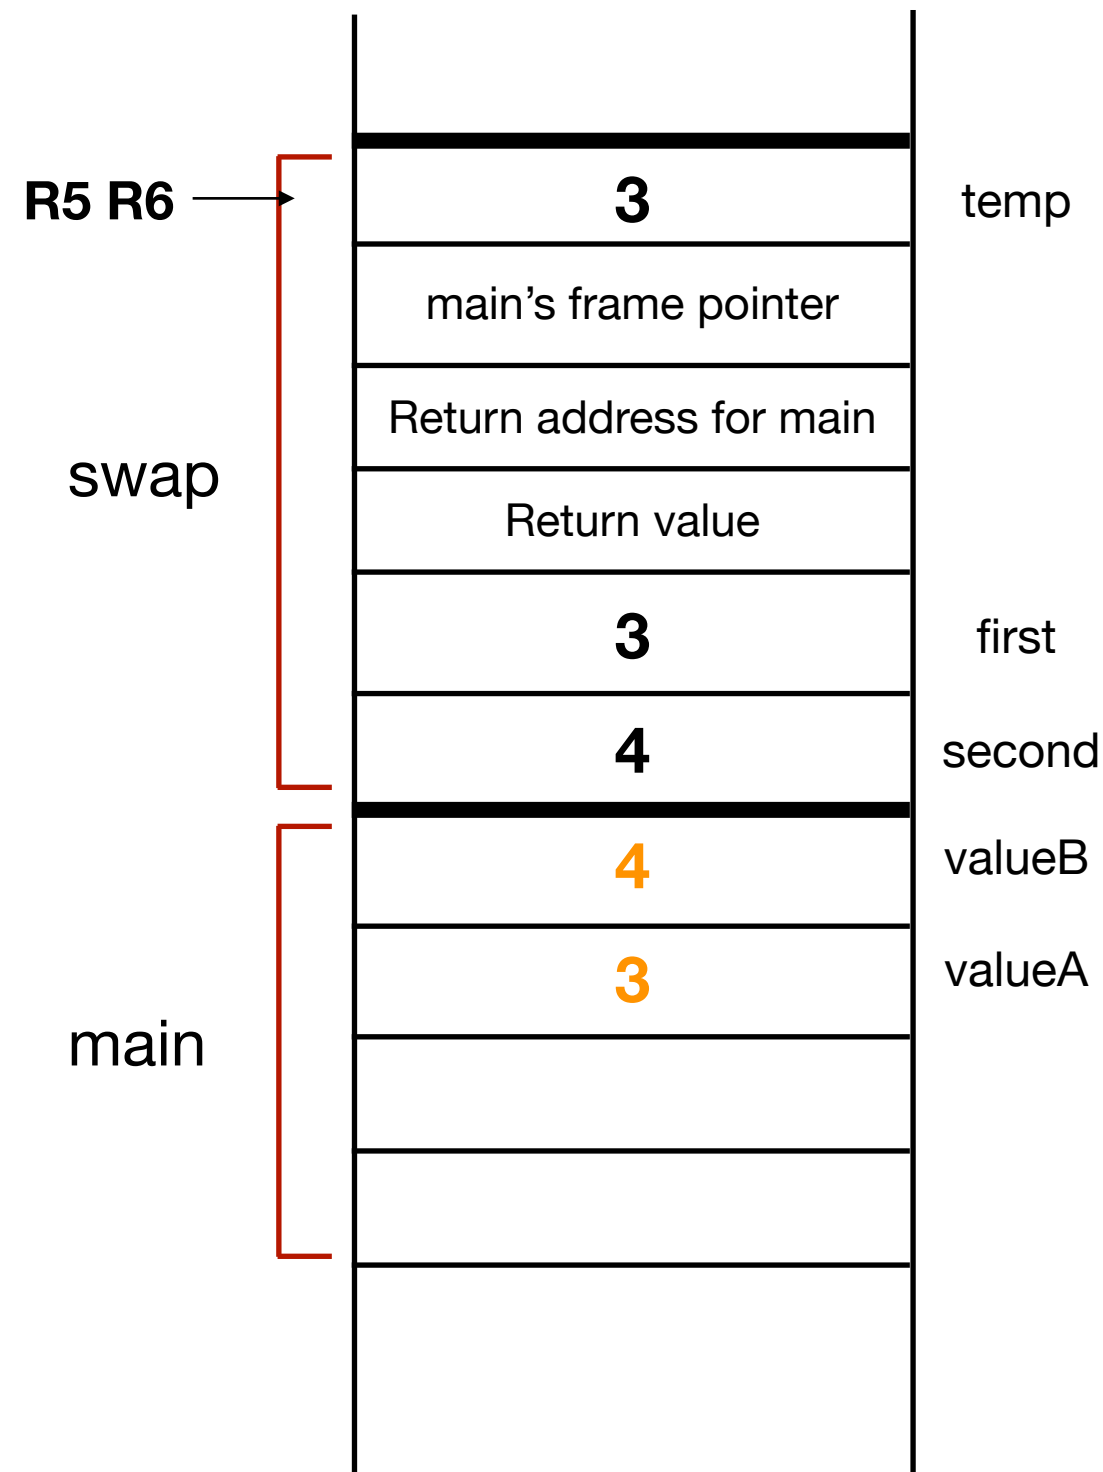 R5 R6
3
temp
main’s frame pointer
Return address for main
swap
Return value
3
first
4
second
4
valueB
3
valueA
main